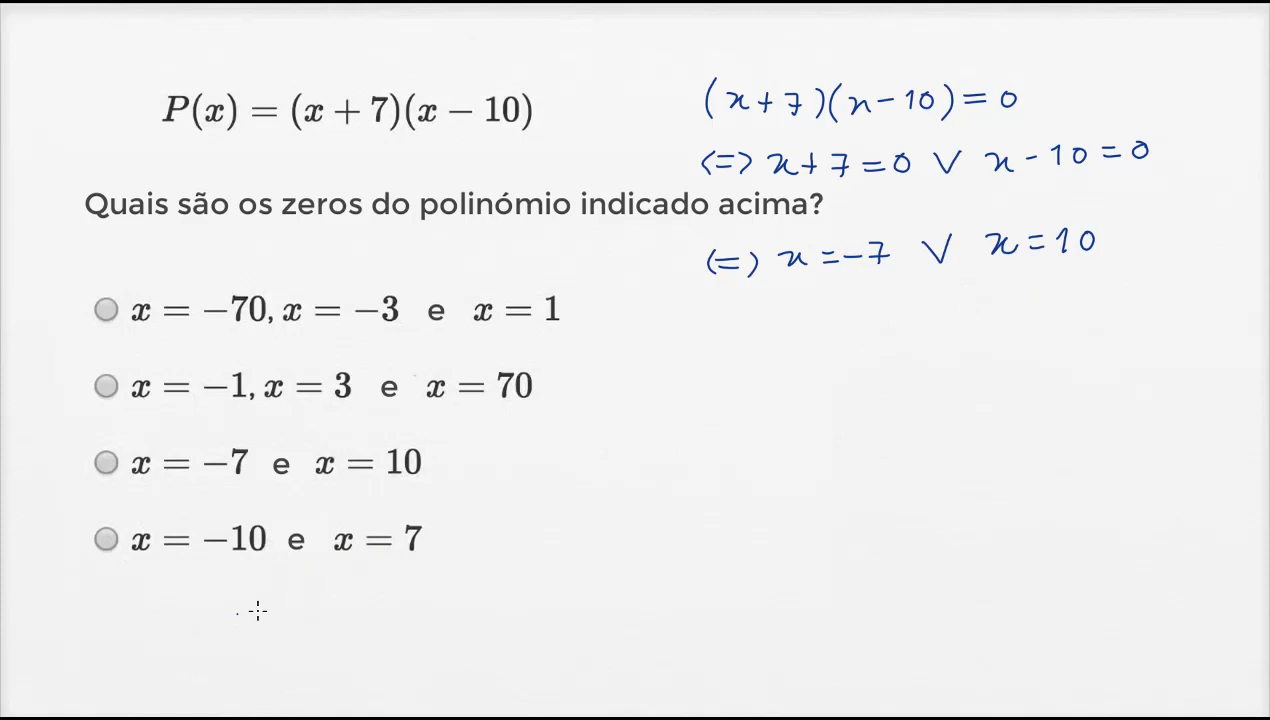 P(x) = (x + 7)(x − 10)
(x+7)(x−10)=0
(=) x+7=0 ∨ x−10=0
Quais são os zeros do polinómio indicado acima?
(=) x=−7 ∨ x=10
x = −70, x = −3 e x = 1
x = −1, x = 3 e x = 70
x = −7 e x = 10
x = −10 e x = 7